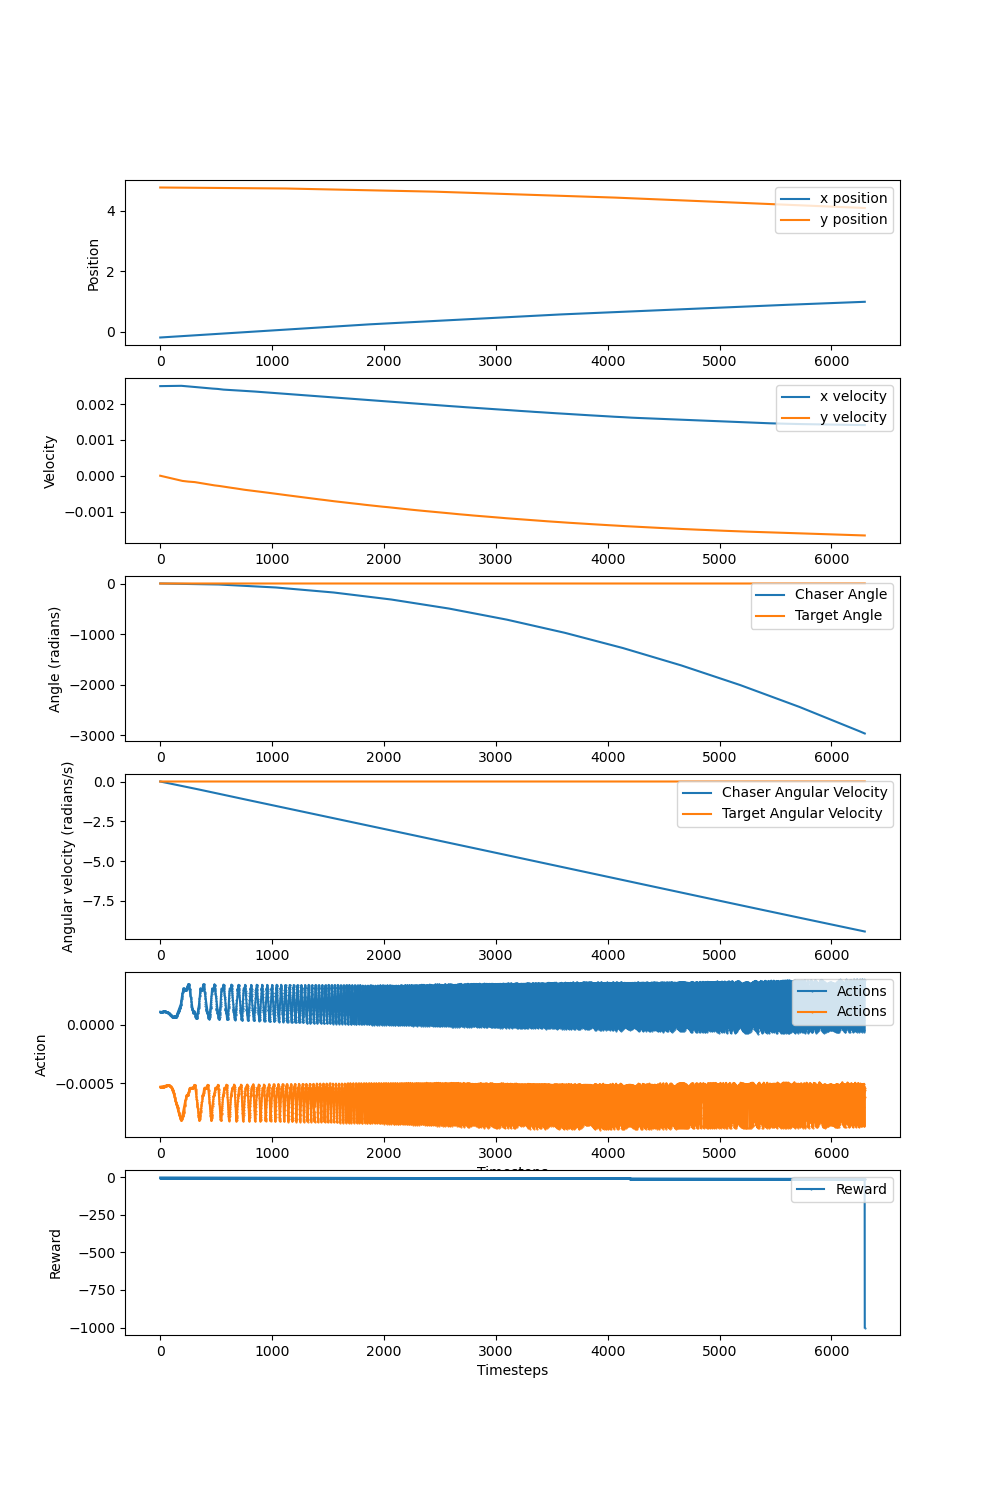 Position
4
2
0
x position
y position
0 1000 2000 3000 4000 5000 6000
Velocity
0.002
0.001
0.000
−0.001
x velocity
y velocity
0 1000 2000 3000 4000 5000 6000
Angle (radians)
0
−1000
−2000
−3000
Chaser Angle
Target Angle
0 1000 2000 3000 4000 5000 6000
Angular velocity (radians/s)
0.0
−2.5
−5.0
−7.5
Chaser Angular Velocity
Target Angular Velocity
0 1000 2000 3000 4000 5000 6000
Action
0.0000
−0.0005
Actions
Actions
0 1000 2000 3000 4000 5000 6000
Timesteps
Reward
0
−250
−500
−750
−1000
Reward
0 1000 2000 3000 4000 5000 6000
Timesteps